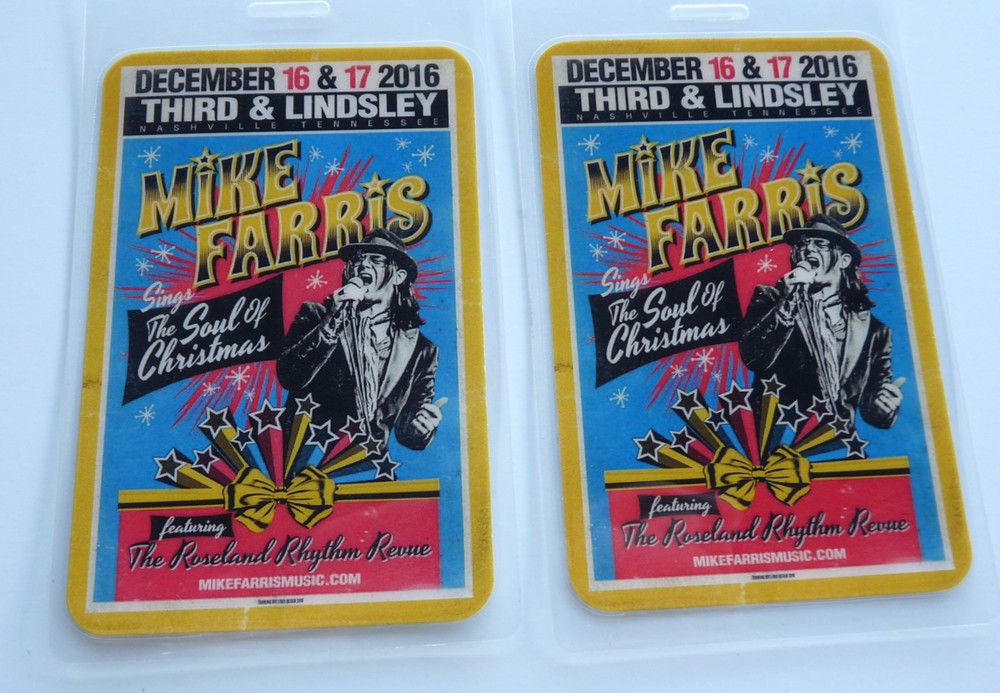 DECEMBER 16 & 17 2016
THIRD & LINDSLEY
NASHVILLE TENNESSEE
MiKE
FARRiS
Sings
The Soul Of
Christmas
featuring
The Roseland Rhythm Revue
MIKEFARRISMUSIC.COM
DECEMBER 16 & 17 2016
THIRD & LINDSLEY
NASHVILLE TENNESSEE
MiKE
FARRiS
Sings
The Soul Of
Christmas
featuring
The Roseland Rhythm Revue
MIKEFARRISMUSIC.COM